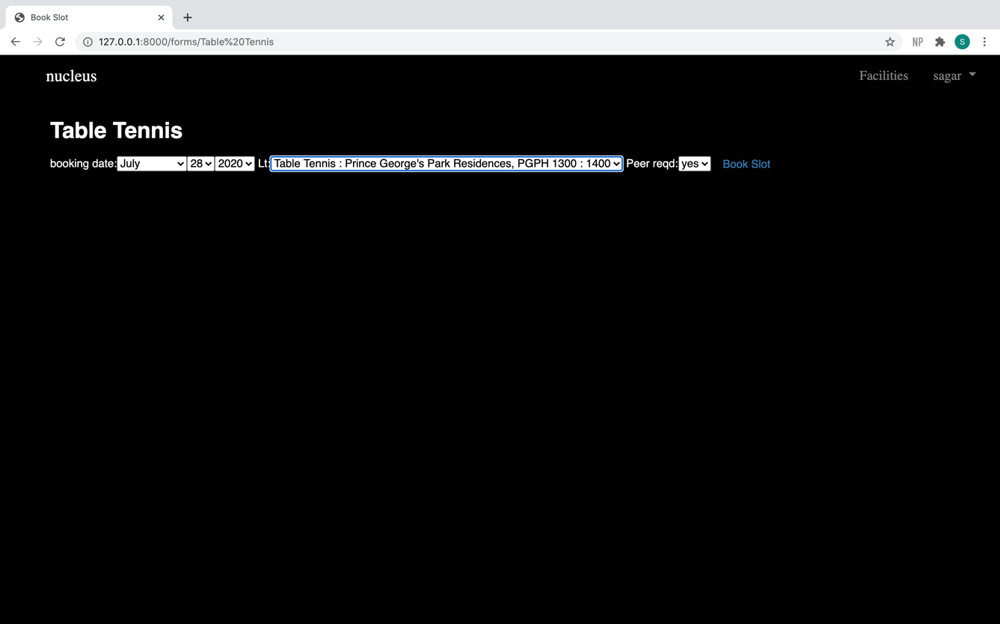 Book Slot
127.0.0.1:8000/forms/Table%20Tennis
NP
S
nucleus
Facilities
sagar
Table Tennis
booking date: July 28 2020 Lt: Table Tennis : Prince George's Park Residences, PGPH 1300 : 1400 Peer reqd: yes Book Slot